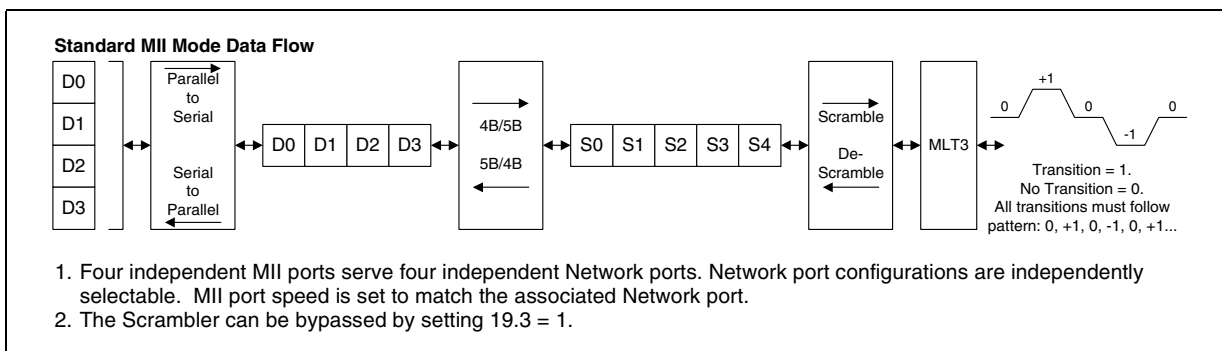 Standard MII Mode Data Flow
D0
D1
D2
D3
Parallel
to
Serial
Serial
to
Parallel
D0 D1 D2 D3
4B/5B
5B/4B
S0 S1 S2 S3 S4
Scramble
De-
Scramble
MLT3
0 +1 0 -1 0
Transition = 1.
No Transition = 0.
All transitions must follow
pattern: 0, +1, 0, -1, 0, +1...
1. Four independent MII ports serve four independent Network ports. Network port configurations are independently
selectable. MII port speed is set to match the associated Network port.
2. The Scrambler can be bypassed by setting 19.3 = 1.